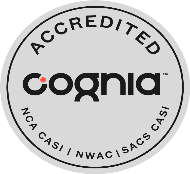 ACCREDITED
cognia™
NCA CASI | NWAC | SACS CASI